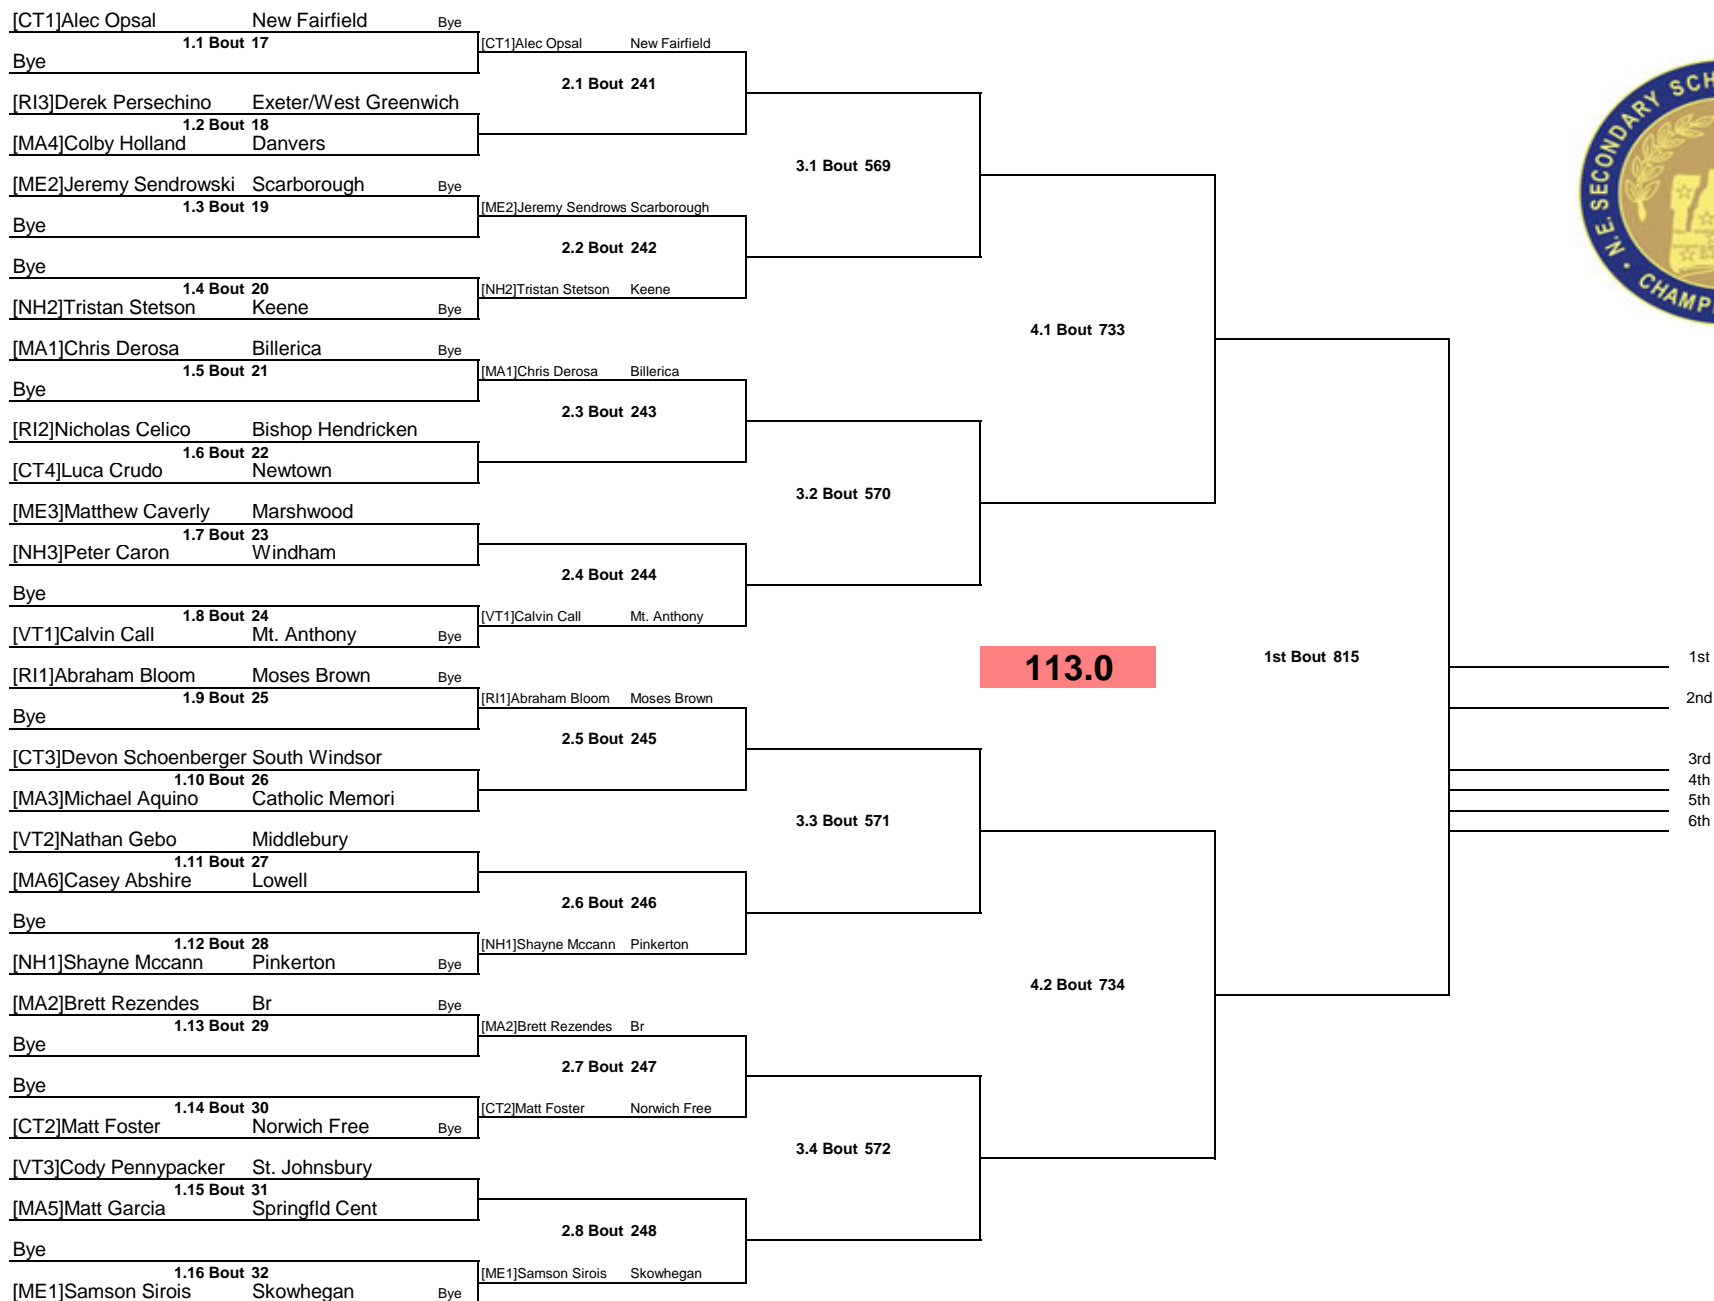 [CT1]Alec Opsal New Fairfield Bye
1.1 Bout 17
Bye
[RI3]Derek Persechino Exeter/West Greenwich
1.2 Bout 18
[MA4]Colby Holland Danvers
[ME2]Jeremy Sendrowski Scarborough Bye
1.3 Bout 19
Bye
Bye
1.4 Bout 20
[NH2]Tristan Stetson Keene Bye
[MA1]Chris Derosa Billerica Bye
1.5 Bout 21
Bye
[RI2]Nicholas Celico Bishop Hendricken
1.6 Bout 22
[CT4]Luca Crudo Newtown
[ME3]Matthew Caverly Marshwood
1.7 Bout 23
[NH3]Peter Caron Windham
Bye
1.8 Bout 24
[VT1]Calvin Call Mt. Anthony Bye
[RI1]Abraham Bloom Moses Brown Bye
1.9 Bout 25
Bye
[CT3]Devon Schoenberger South Windsor
1.10 Bout 26
[MA3]Michael Aquino Catholic Memori
[VT2]Nathan Gebo Middlebury
1.11 Bout 27
[MA6]Casey Abshire Lowell
Bye
1.12 Bout 28
[NH1]Shayne Mccann Pinkerton Bye
[MA2]Brett Rezendes Br Bye
1.13 Bout 29
Bye
Bye
1.14 Bout 30
[CT2]Matt Foster Norwich Free Bye
[VT3]Cody Pennypacker St. Johnsbury
1.15 Bout 31
[MA5]Matt Garcia Springfld Cent
Bye
1.16 Bout 32
[ME1]Samson Sirois Skowhegan Bye
[CT1]Alec Opsal New Fairfield
2.1 Bout 241
[ME2]Jeremy Sendrows Scarborough
2.2 Bout 242
[NH2]Tristan Stetson Keene
[MA1]Chris Derosa Billerica
2.3 Bout 243
2.4 Bout 244
[VT1]Calvin Call Mt. Anthony
[RI1]Abraham Bloom Moses Brown
2.5 Bout 245
2.6 Bout 246
[NH1]Shayne Mccann Pinkerton
[MA2]Brett Rezendes Br
2.7 Bout 247
[CT2]Matt Foster Norwich Free
2.8 Bout 248
[ME1]Samson Sirois Skowhegan
3.1 Bout 569
3.2 Bout 570
3.3 Bout 571
3.4 Bout 572
4.1 Bout 733
113.0
4.2 Bout 734
1st Bout 815
1st
2nd
3rd
4th
5th
6th
N.E. SECONDARY SCH
CHAMP